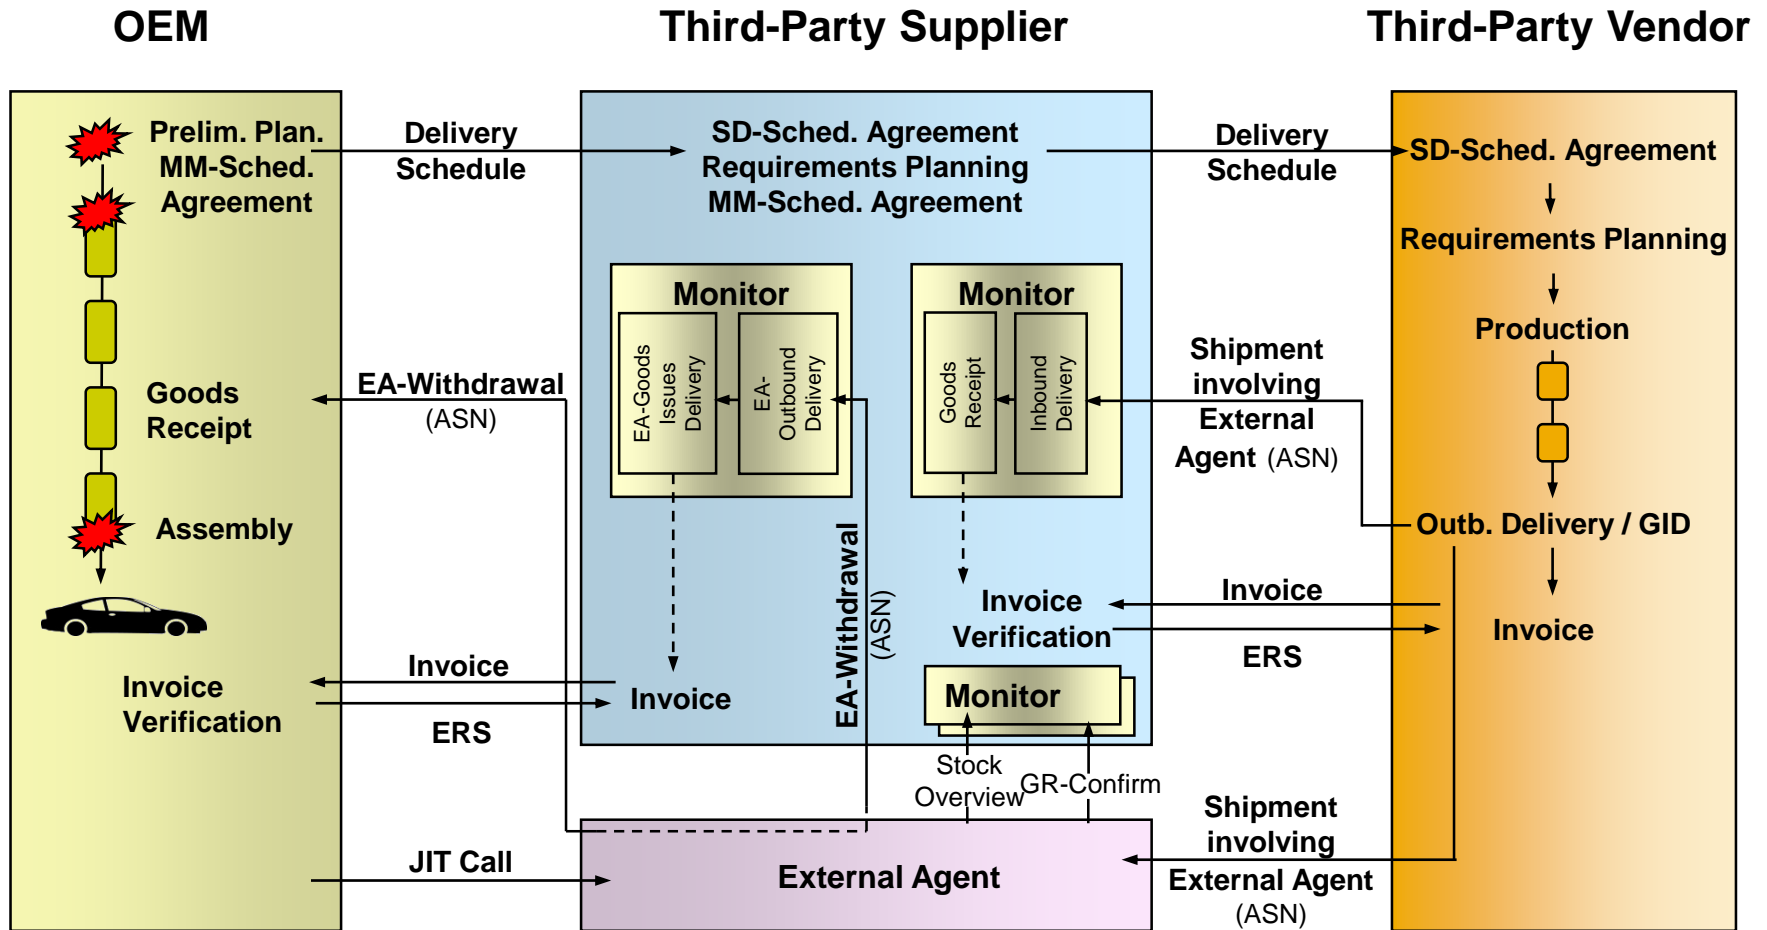 OEM
Third-Party Supplier
Third-Party Vendor
Prelim. Plan.
MM-Sched.
Agreement
Delivery
Schedule
SD-Sched. Agreement
Requirements Planning
MM-Sched. Agreement
Delivery
Schedule
SD-Sched. Agreement
Requirements Planning
Production
Monitor
EA-Goods
Issues
Delivery
EA-
Outbound
Delivery
Monitor
Goods
Receipt
Inbound
Delivery
Shipment
involving
External
Agent (ASN)
Goods
Receipt
EA-Withdrawal
(ASN)
Assembly
Outb. Delivery / GID
EA-Withdrawal
(ASN)
Invoice
Verification
Invoice
ERS
Invoice
Invoice
Verification
Invoice
ERS
Invoice
Monitor
Stock
Overview
GR-Confirm
Shipment
involving
External Agent
(ASN)
JIT Call
External Agent